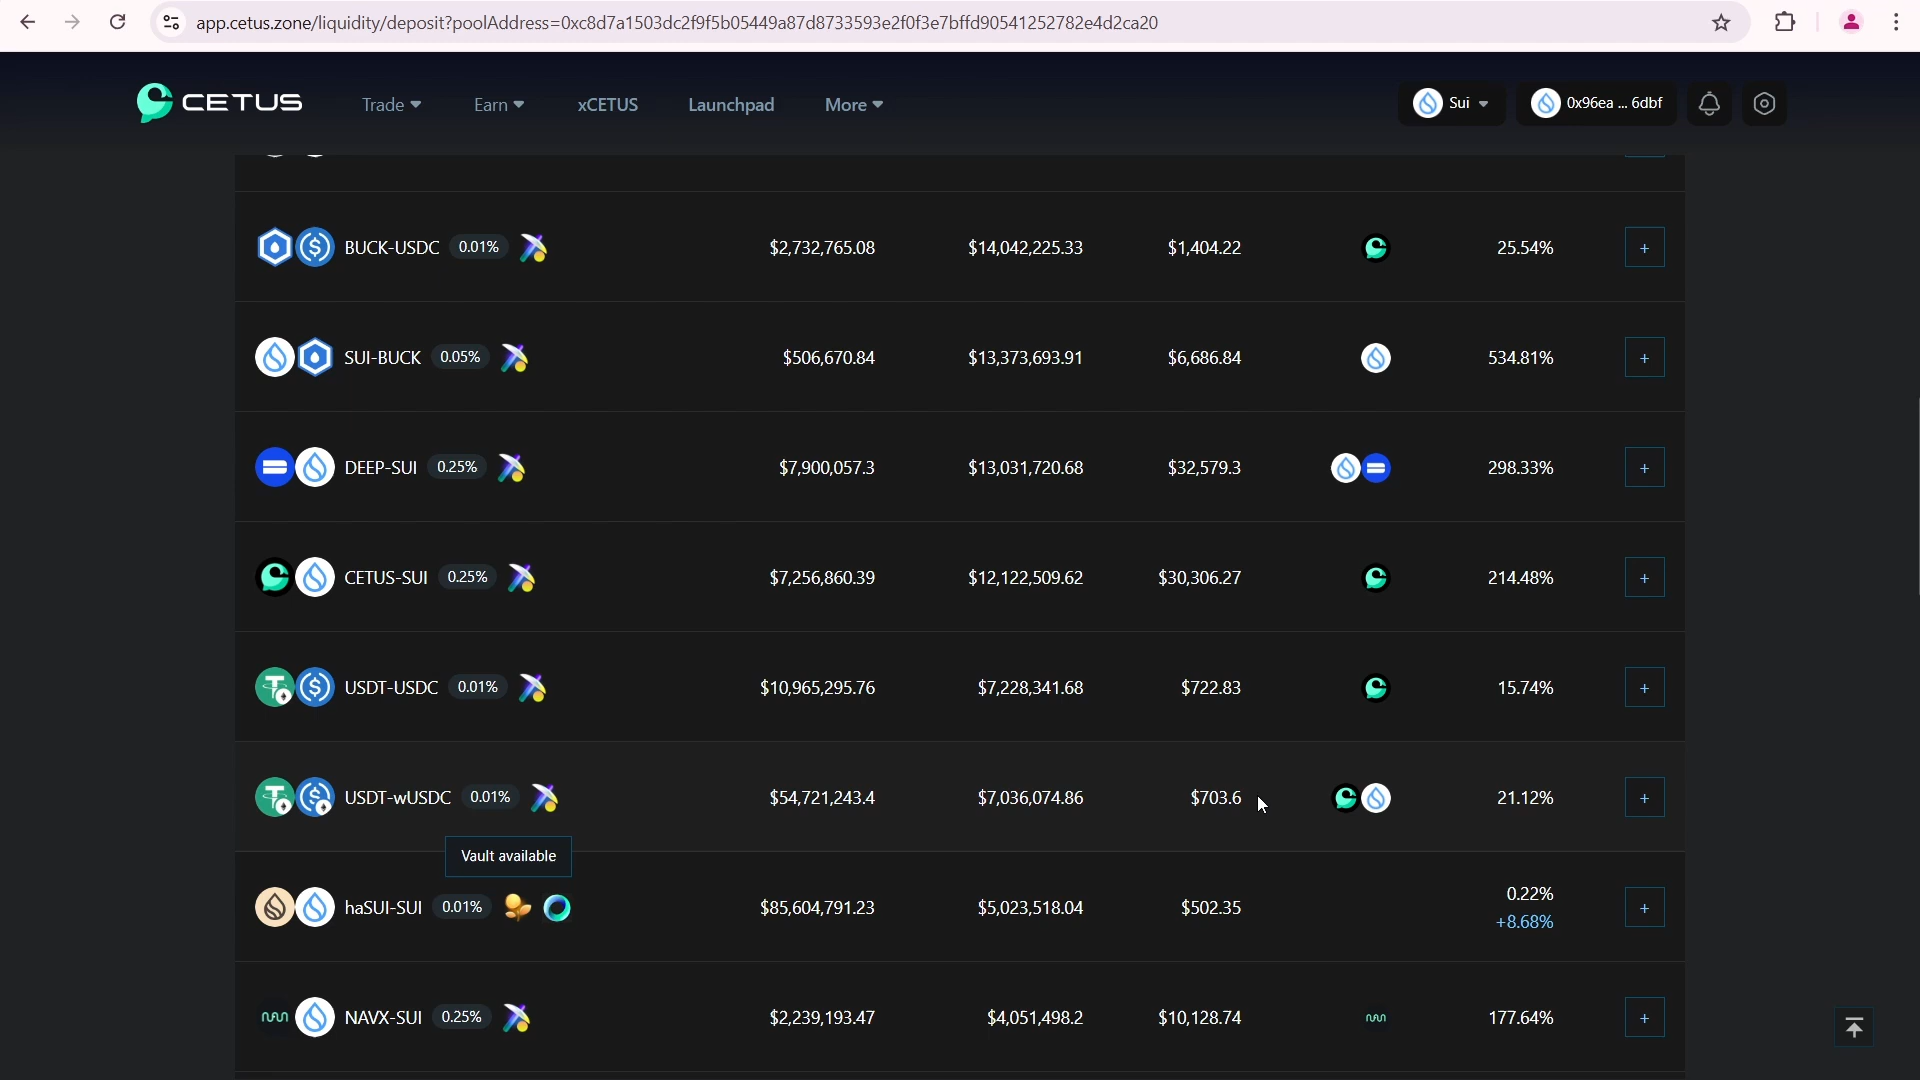 app.cetus.zone/liquidity/deposit?poolAddress=0xc8d7a1503dc2f9f5b05449a87d8733593e2f0f3e7bffd90541252782e4d2ca20
CETUS Trade Earn xCETUS Launchpad More Sui 0x96ea ... 6dbf
BUCK-USDC 0.01% $2,732,765.08 $14,042,225.33 $1,404.22 25.54% +
SUI-BUCK 0.05% $506,670.84 $13,373,693.91 $6,686.84 534.81% +
DEEP-SUI 0.25% $7,900,057.3 $13,031,720.68 $32,579.3 298.33% +
CETUS-SUI 0.25% $7,256,860.39 $12,122,509.62 $30,306.27 214.48% +
USDT-USDC 0.01% $10,965,295.76 $7,228,341.68 $722.83 15.74% +
USDT-wUSDC 0.01% $54,721,243.4 $7,036,074.86 $703.6 21.12% +
Vault available
haSUI-SUI 0.01% $85,604,791.23 $5,023,518.04 $502.35 0.22% +
+8.68%
NAVX-SUI 0.25% $2,239,193.47 $4,051,498.2 $10,128.74 177.64% +